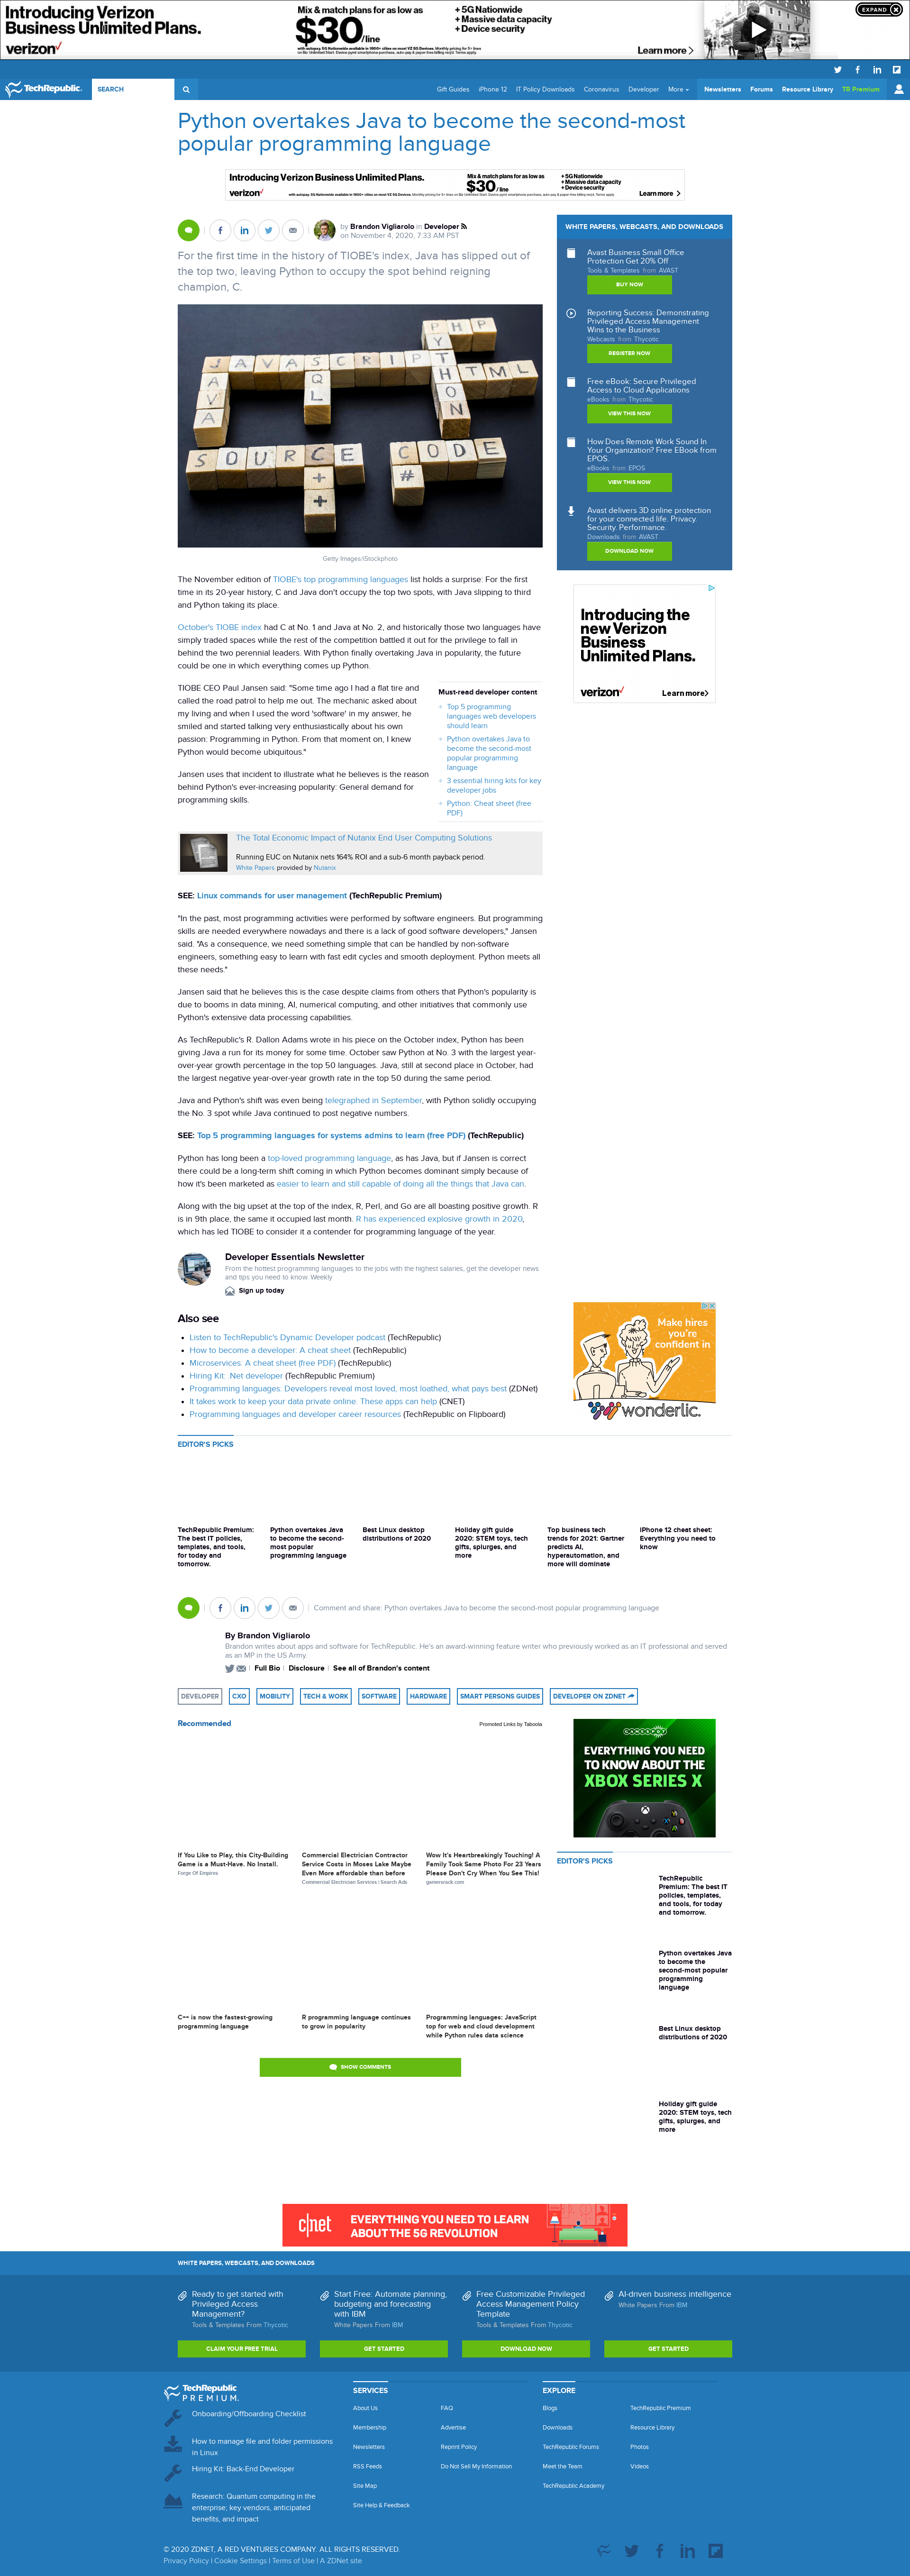 Introducing Verizon
Business Unlimited Plans.
verizon✓
Mix & match plans for as low as
$30/line
with autopay. 5G available in 1800+ cities on most VZ 5G Devices.
+ 5G Nationwide
+ Massive data capacity
+ Device security
Learn more >
EXPAND
TechRepublic.
SEARCH
Gift Guides
iPhone 12
IT Policy Downloads
Coronavirus
Developer
More
Newsletters
Forums
Resource Library
TR Premium
Python overtakes Java to become the second-most
popular programming language
Introducing Verizon Business Unlimited Plans.
verizon✓
Mix & match plans for as low as
$30/line
+ 5G Nationwide
+ Massive data capacity
+ Device security
Learn more >
by Brandon Vigliarolo in Developer
on November 4, 2020, 7:33 AM PST
For the first time in the history of TIOBE's index, Java has slipped out of
the top two, leaving Python to occupy the spot behind reigning
champion, C.
JAVA
SQL
PYTHON
SOURCE CODE
C
+
+
Getty Images/iStockphoto
The November edition of TIOBE's top programming languages list holds a surprise: For the first
time in its 20-year history, C and Java don't occupy the top two spots, with Java slipping to third
and Python taking its place.
October's TIOBE index had C at No. 1 and Java at No. 2, and historically those two languages have
simply traded spaces while the rest of the competition battled it out for the privilege to fall in
behind the two perennial leaders. With Python finally overtaking Java in popularity, the future
could be one in which everything comes up Python.
TIOBE CEO Paul Jansen said: "Some time ago I had a flat tire and
called the road patrol to help me out. The mechanic asked about
my living and when I used the word 'software' in my answer, he
smiled and started talking very enthusiastically about his own
passion: Programming in Python. From that moment on, I knew
Python would become ubiquitous."
Jansen uses that incident to illustrate what he believes is the reason
behind Python's ever-increasing popularity: General demand for
programming skills.
Must-read developer content
Top 5 programming
languages web developers
should learn
Python overtakes Java to
become the second-most
popular programming
language
3 essential hiring kits for key
developer jobs
Python: Cheat sheet (free
PDF)
The Total Economic Impact of Nutanix End User Computing Solutions
Running EUC on Nutanix nets 164% ROI and a sub-6 month payback period.
White Papers provided by Nutanix
SEE: Linux commands for user management (TechRepublic Premium)
"In the past, most programming activities were performed by software engineers. But programming
skills are needed everywhere nowadays and there is a lack of good software developers," Jansen
said. "As a consequence, we need something simple that can be handled by non-software
engineers, something easy to learn with fast edit cycles and smooth deployment. Python meets all
these needs."
Jansen said that he believes this is the case despite claims from others that Python's popularity is
due to booms in data mining, AI, numerical computing, and other initiatives that commonly use
Python's extensive data processing capabilities.
As TechRepublic's R. Dallon Adams wrote in his piece on the October index, Python has been
giving Java a run for its money for some time. October saw Python at No. 3 with the largest year-
over-year growth percentage in the top 50 languages. Java, still at second place in October, had
the largest negative year-over-year growth rate in the top 50 during the same period.
Java and Python's shift was even being telegraphed in September, with Python solidly occupying
the No. 3 spot while Java continued to post negative numbers.
SEE: Top 5 programming languages for systems admins to learn (free PDF) (TechRepublic)
Python has long been a top-loved programming language, as has Java, but if Jansen is correct
there could be a long-term shift coming in which Python becomes dominant simply because of
how it's been marketed as easier to learn and still capable of doing all the things that Java can.
Along with the big upset at the top of the index, R, Perl, and Go are all boasting positive growth. R
is in 9th place, the same it occupied last month. R has experienced explosive growth in 2020,
which has led TIOBE to consider it a contender for programming language of the year.
Developer Essentials Newsletter
From the hottest programming languages to the jobs with the highest salaries, get the developer news
and tips you need to know. Weekly
Sign up today
Also see
Listen to TechRepublic's Dynamic Developer podcast (TechRepublic)
How to become a developer: A cheat sheet (TechRepublic)
Microservices: A cheat sheet (free PDF) (TechRepublic)
Hiring Kit: .Net developer (TechRepublic Premium)
Programming languages: Developers reveal most loved, most loathed, what pays best (ZDNet)
It takes work to keep your data private online. These apps can help (CNET)
Programming languages and developer career resources (TechRepublic on Flipboard)
WHITE PAPERS, WEBCASTS, AND DOWNLOADS
Avast Business Small Office
Protection Get 20% Off
Tools & Templates from AVAST
BUY NOW
Reporting Success: Demonstrating
Privileged Access Management
Wins to the Business
Webcasts from Thycotic
REGISTER NOW
Free eBook: Secure Privileged
Access to Cloud Applications
eBooks from Thycotic
VIEW THIS NOW
How Does Remote Work Sound In
Your Organization? Free EBook from
EPOS.
eBooks from EPOS
VIEW THIS NOW
Avast delivers 3D online protection
for your connected life. Privacy.
Security. Performance.
Downloads from AVAST
DOWNLOAD NOW
Introducing the
new Verizon
Business
Unlimited Plans.
verizon✓
Learn more>
Make hires
you're
confident in
wonderlic.
EDITOR'S PICKS
TechRepublic Premium:
The best IT policies,
templates, and tools,
for today and
tomorrow.
Python overtakes Java
to become the second-
most popular
programming language
Best Linux desktop
distributions of 2020
Holiday gift guide
2020: STEM toys, tech
gifts, splurges, and
more
Top business tech
trends for 2021: Gartner
predicts AI,
hyperautomation, and
more will dominate
iPhone 12 cheat sheet:
Everything you need to
know
Comment and share: Python overtakes Java to become the second-most popular programming language
By Brandon Vigliarolo
Brandon writes about apps and software for TechRepublic. He's an award-winning feature writer who previously worked as an IT professional and served
as an MP in the US Army.
Full Bio
Disclosure
See all of Brandon's content
DEVELOPER
CXO
MOBILITY
TECH & WORK
SOFTWARE
HARDWARE
SMART PERSONS GUIDES
DEVELOPER ON ZDNET
Recommended
Promoted Links by Taboola
If You Like to Play, this City-Building
Game is a Must-Have. No Install.
Forge Of Empires
Commercial Electrician Contractor
Service Costs in Moses Lake Maybe
Even More affordable than before
Commercial Electrician Services | Search Ads
Wow It's Heartbreakingly Touching! A
Family Took Same Photo For 23 Years
Please Don't Cry When You See This!
gamersrack.com
C++ is now the fastest-growing
programming language
R programming language continues
to grow in popularity
Programming languages: JavaScript
top for web and cloud development
while Python rules data science
SHOW COMMENTS
GAMESPOT
EVERYTHING YOU NEED
TO KNOW ABOUT THE
XBOX SERIES X
EDITOR'S PICKS
TechRepublic
Premium: The best IT
policies, templates,
and tools, for today
and tomorrow.
Python overtakes Java
to become the
second-most popular
programming
language
Best Linux desktop
distributions of 2020
Holiday gift guide
2020: STEM toys, tech
gifts, splurges, and
more
c|net
EVERYTHING YOU NEED TO LEARN
ABOUT THE 5G REVOLUTION
WHITE PAPERS, WEBCASTS, AND DOWNLOADS
Ready to get started with
Privileged Access
Management?
Tools & Templates From Thycotic
CLAIM YOUR FREE TRIAL
Start Free: Automate planning,
budgeting and forecasting
with IBM
White Papers From IBM
GET STARTED
Free Customizable Privileged
Access Management Policy
Template
Tools & Templates From Thycotic
DOWNLOAD NOW
AI-driven business intelligence
White Papers From IBM
GET STARTED
TechRepublic
PREMIUM.
Onboarding/Offboarding Checklist
How to manage file and folder permissions
in Linux
Hiring Kit: Back-End Developer
Research: Quantum computing in the
enterprise; key vendors, anticipated
benefits, and impact
SERVICES
About Us
Membership
Newsletters
RSS Feeds
Site Map
Site Help & Feedback
FAQ
Advertise
Reprint Policy
Do Not Sell My Information
EXPLORE
Blogs
Downloads
TechRepublic Forums
Meet the Team
TechRepublic Academy
TechRepublic Premium
Resource Library
Photos
Videos
© 2020 ZDNET, A RED VENTURES COMPANY. ALL RIGHTS RESERVED.
Privacy Policy | Cookie Settings | Terms of Use | A ZDNet site